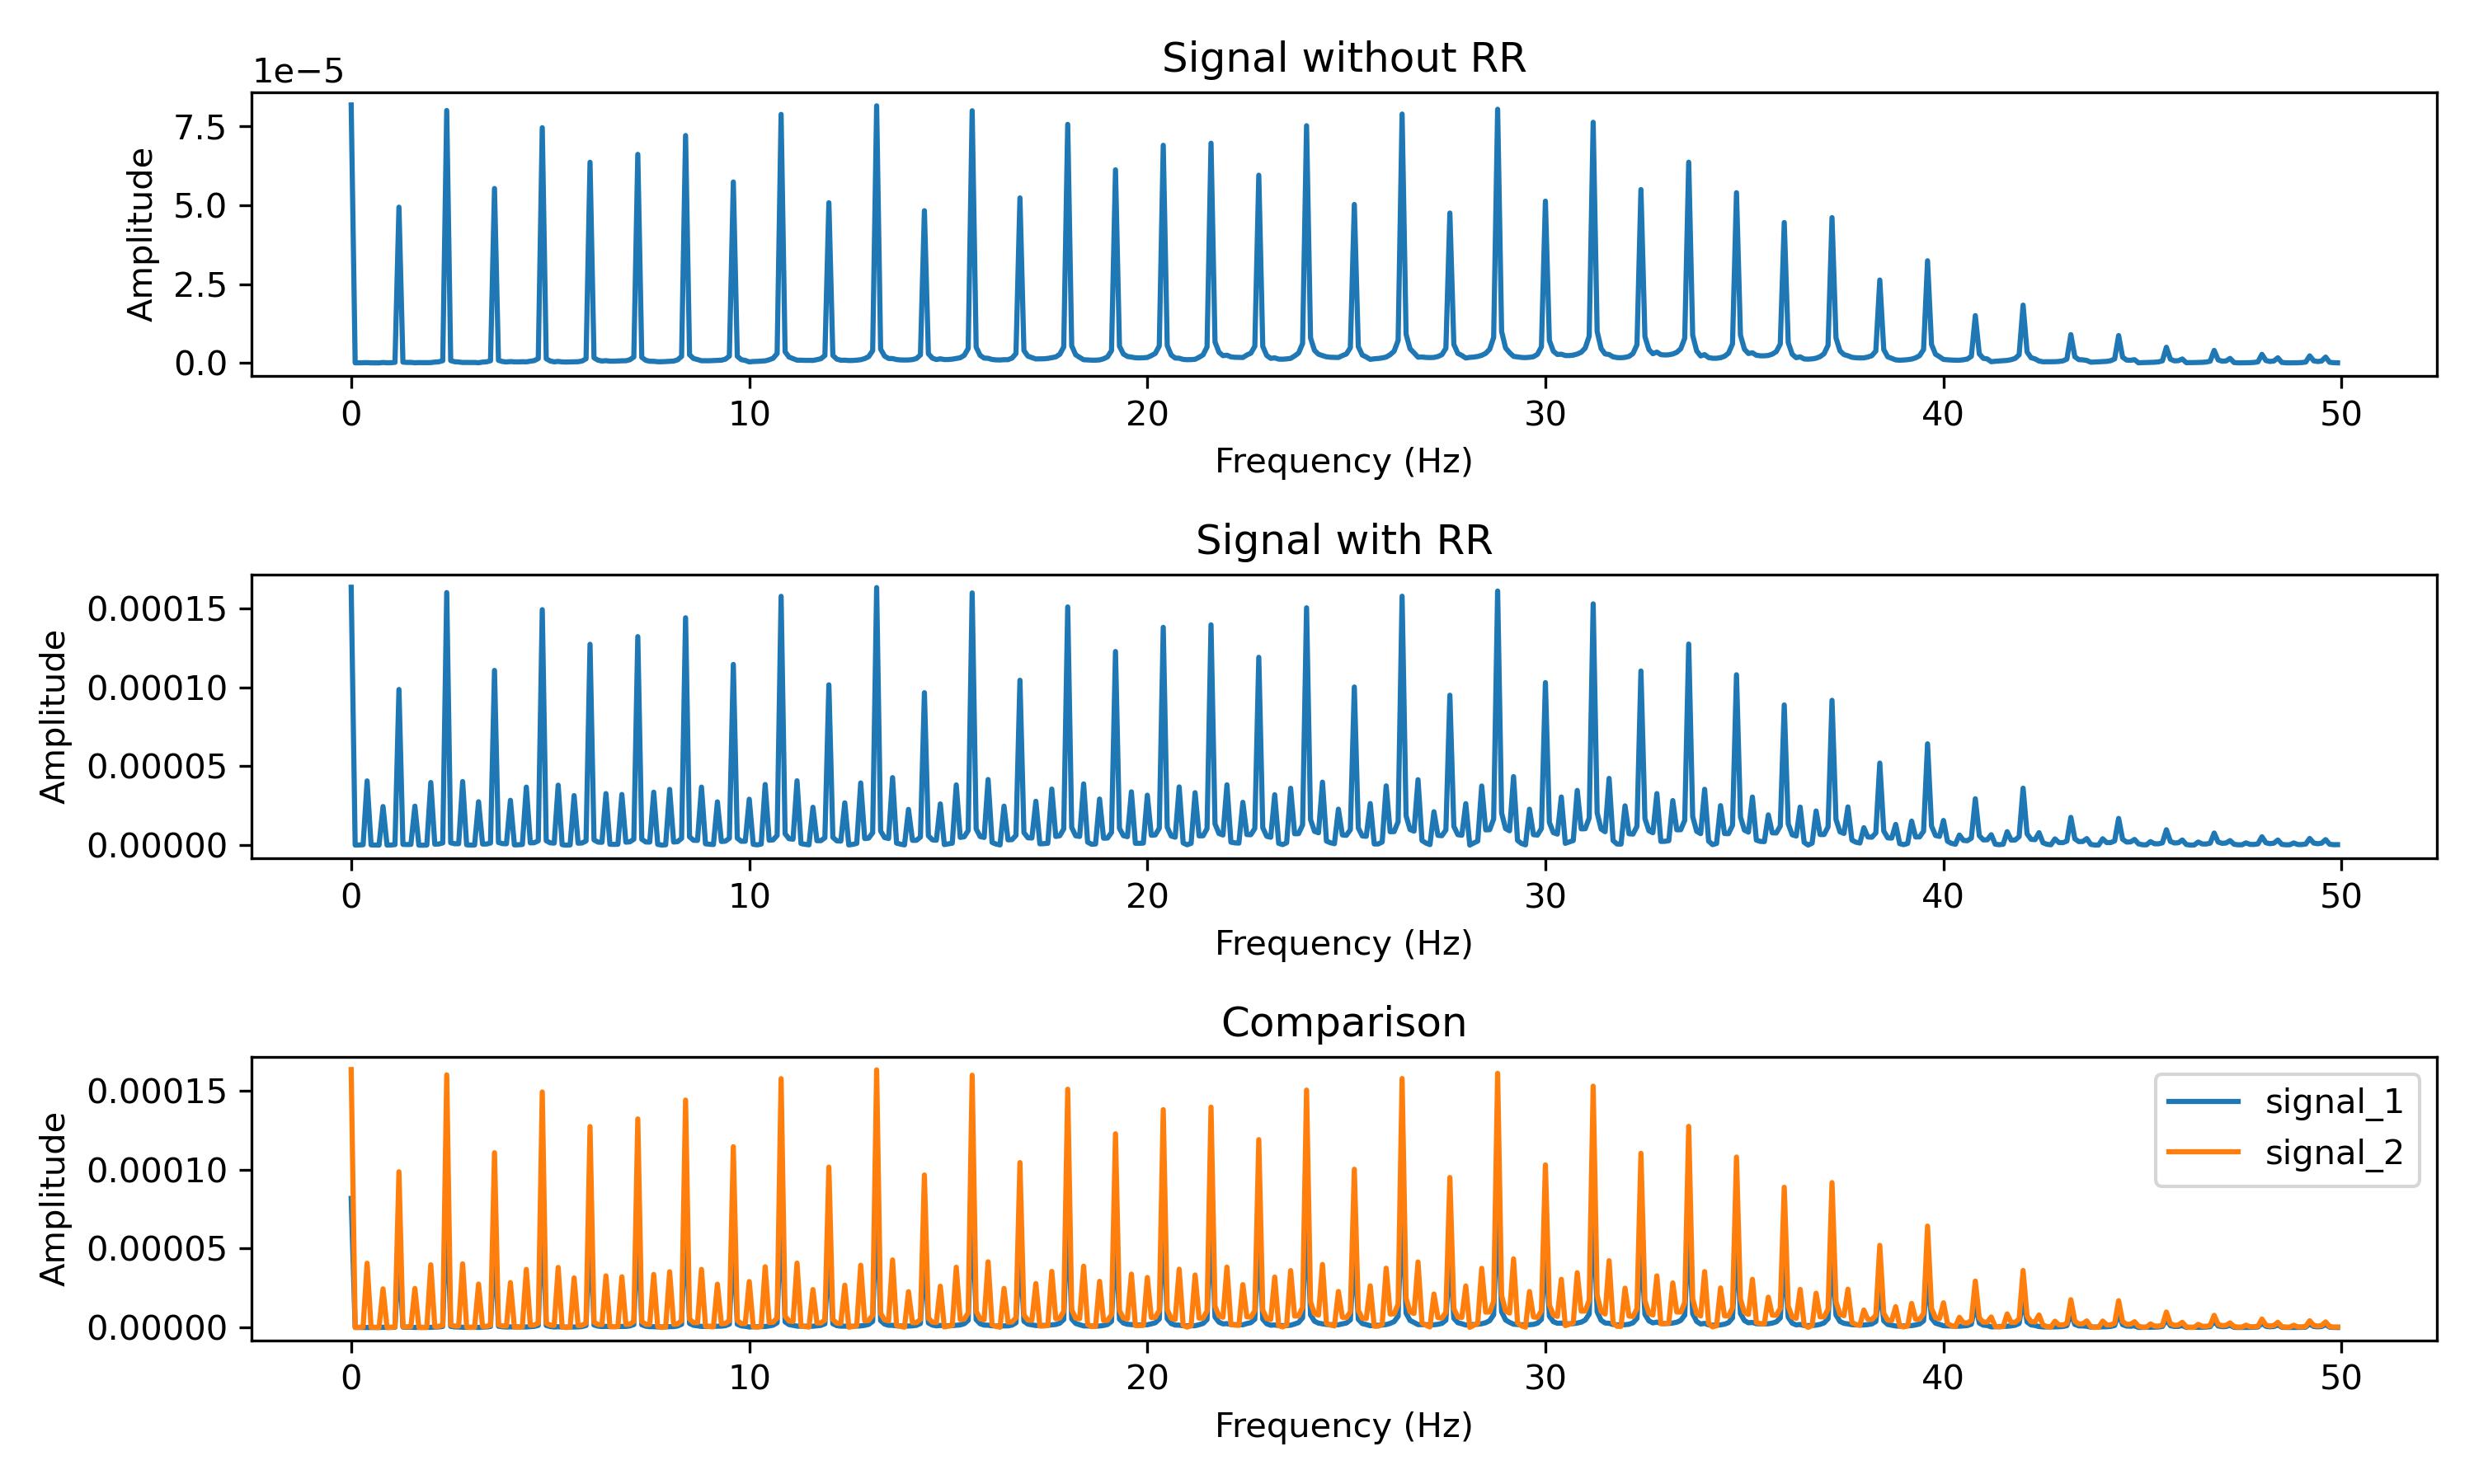 Signal without RR
1e−5
7.5
5.0
2.5
0.0
Amplitude
0 10 20 30 40 50
Frequency (Hz)
Signal with RR
0.00015
0.00010
0.00005
0.00000
Amplitude
0 10 20 30 40 50
Frequency (Hz)
Comparison
0.00015
0.00010
0.00005
0.00000
Amplitude
signal_1
signal_2
0 10 20 30 40 50
Frequency (Hz)